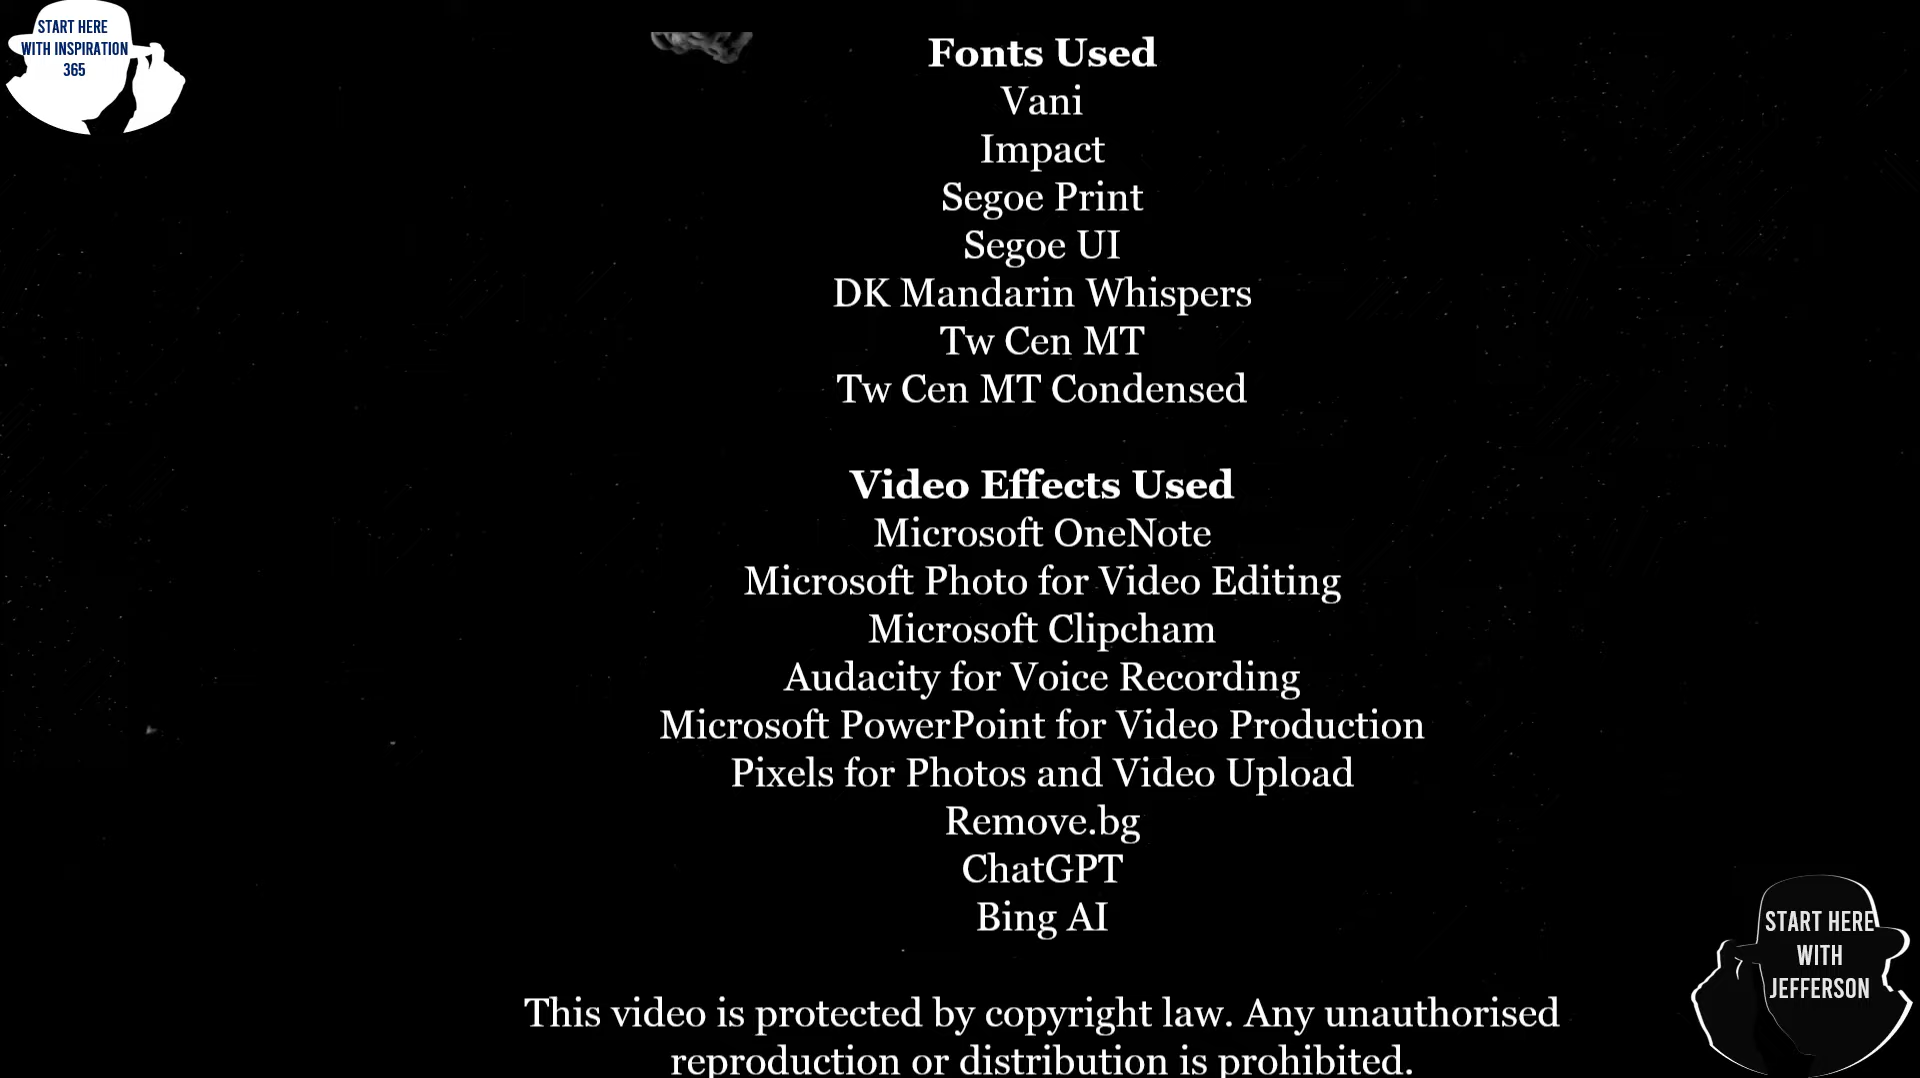 START HERE
WITH INSPIRATION
365
Fonts Used
Vani
Impact
Segoe Print
Segoe UI
DK Mandarin Whispers
Tw Cen MT
Tw Cen MT Condensed
Video Effects Used
Microsoft OneNote
Microsoft Photo for Video Editing
Microsoft Clipcham
Audacity for Voice Recording
Microsoft PowerPoint for Video Production
Pixels for Photos and Video Upload
Remove.bg
ChatGPT
Bing AI
START HERE
WITH
JEFFERSON
This video is protected by copyright law. Any unauthorised
reproduction or distribution is prohibited.